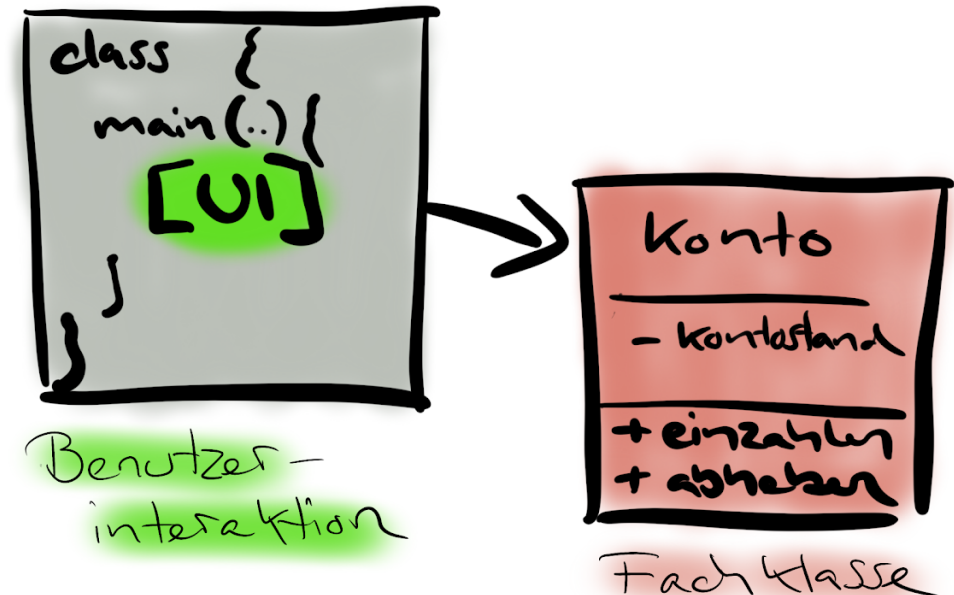 class {
main(..){
[UI]
}
}
Benutzer-
interaktion
Konto
- Kontostand
+ einzahlen
+ abheben
Fachklasse